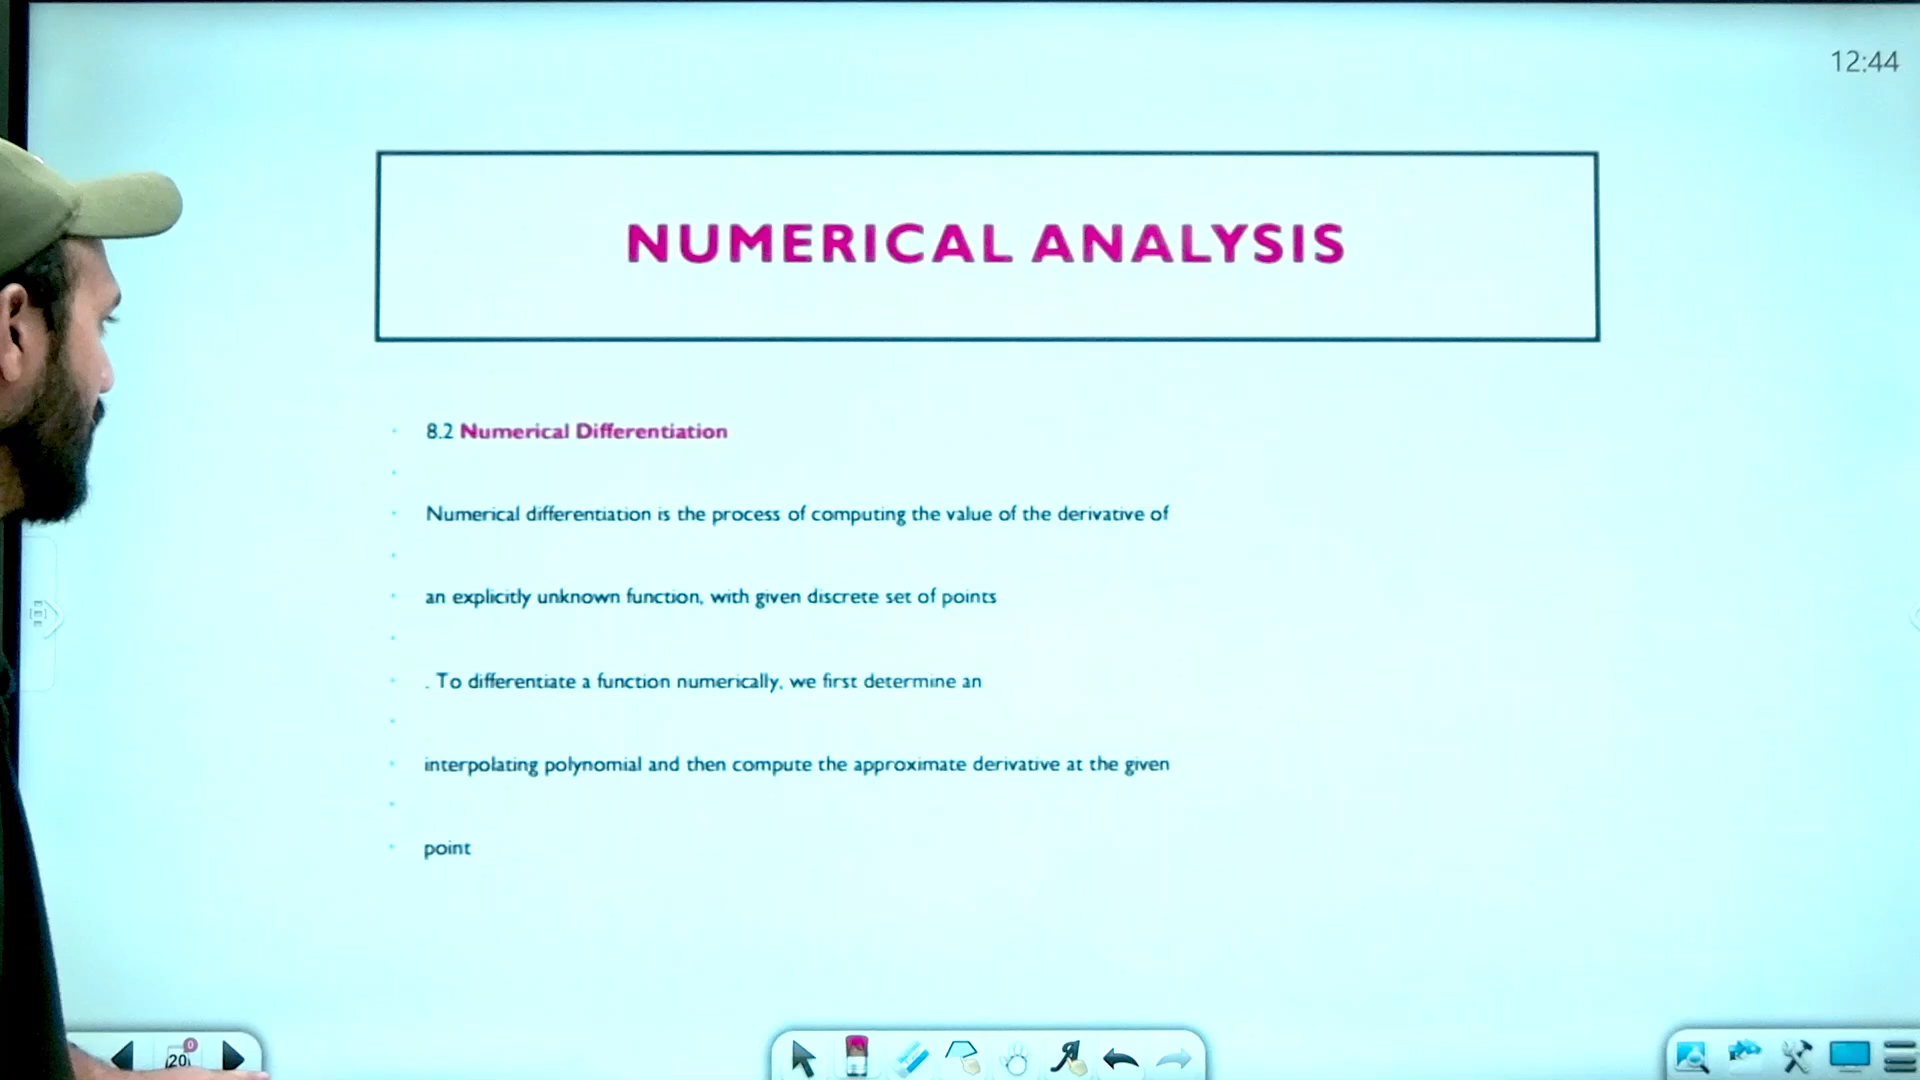 12:44
NUMERICAL ANALYSIS
8.2 Numerical Differentiation
Numerical differentiation is the process of computing the value of the derivative of
an explicitly unknown function, with given discrete set of points
. To differentiate a function numerically, we first determine an
interpolating polynomial and then compute the approximate derivative at the given
point
0
20